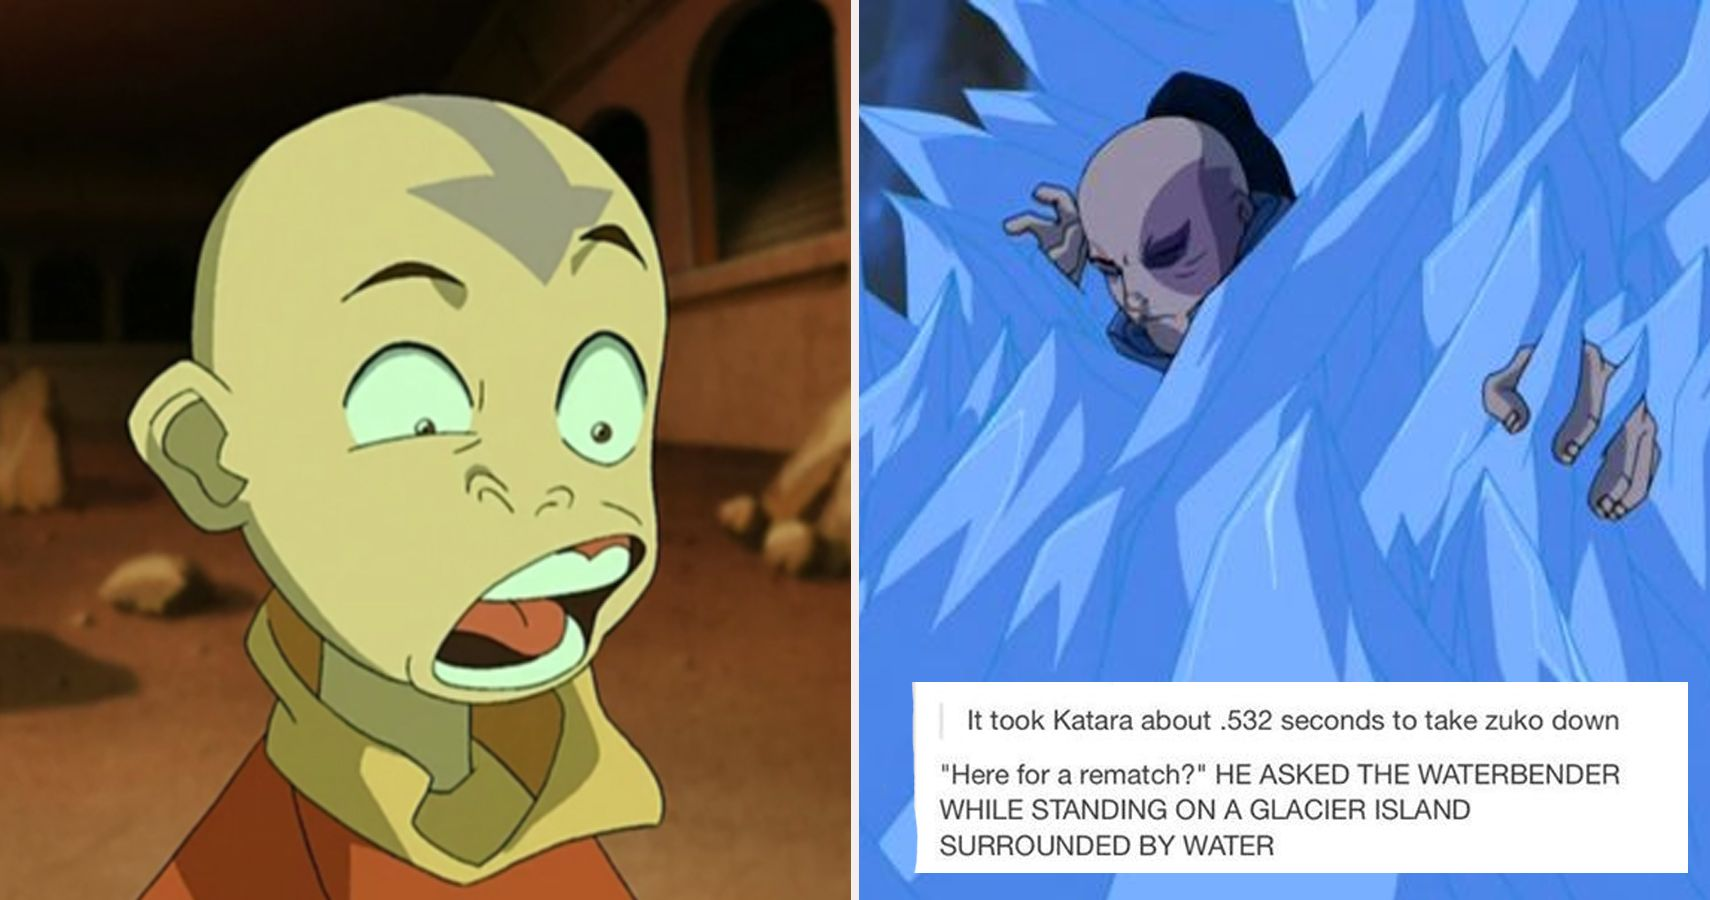 It took Katara about .532 seconds to take zuko down
"Here for a rematch?" HE ASKED THE WATERBENDER
WHILE STANDING ON A GLACIER ISLAND
SURROUNDED BY WATER